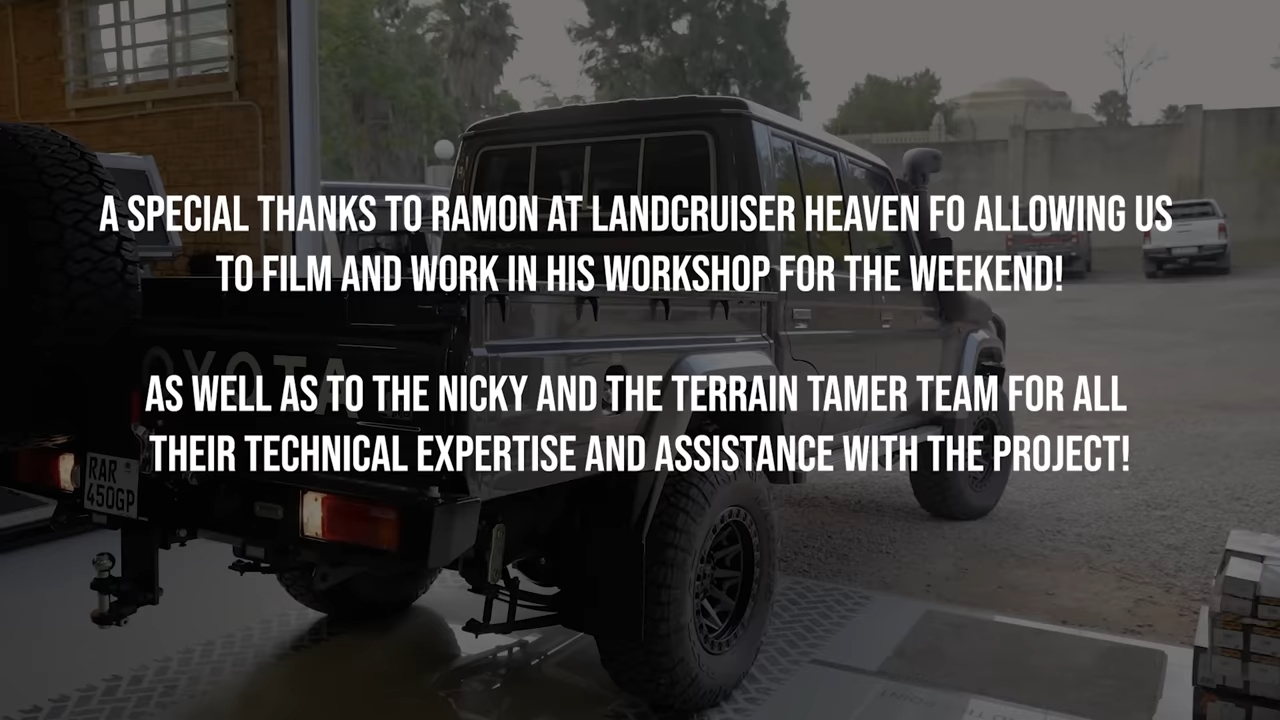 A SPECIAL THANKS TO RAMON AT LANDCRUISER HEAVEN FO ALLOWING US
TO FILM AND WORK IN HIS WORKSHOP FOR THE WEEKEND!
AS WELL AS TO THE NICKY AND THE TERRAIN TAMER TEAM FOR ALL
THEIR TECHNICAL EXPERTISE AND ASSISTANCE WITH THE PROJECT!
OYOTA
RAR
450GP